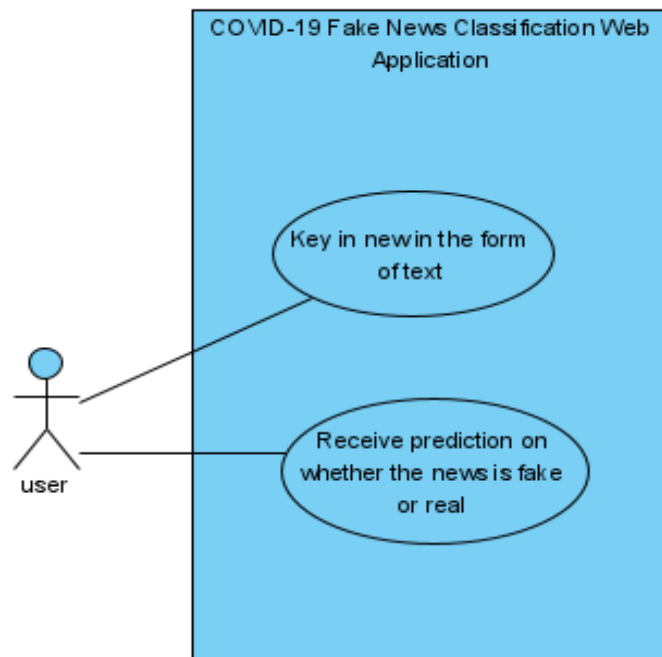 COVID-19 Fake News Classification Web
Application
Key in new in the form
of text
Receive prediction on
whether the news is fake
or real
user